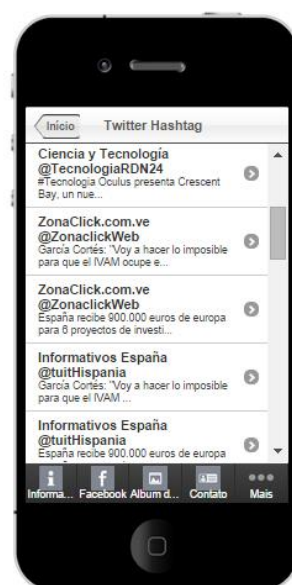 Início
Twitter Hashtag
Ciencia y Tecnología
@TecnologiaRDN24
#Tecnologia Oculus presenta Crescent
Bay, un nue...
ZonaClick.com.ve
@ZonaclickWeb
García Cortés: "Voy a hacer lo imposible
para que el IVAM ocupe e...
ZonaClick.com.ve
@ZonaclickWeb
España recibe 900.000 euros de europa
para 6 proyectos de investi...
Informativos España
@tuitHispania
García Cortés: "Voy a hacer lo imposible
para que el IVAM ...
Informativos España
@tuitHispania
España recibe 900.000 euros de europa
Informa... Facebook Album d... Contato Mais